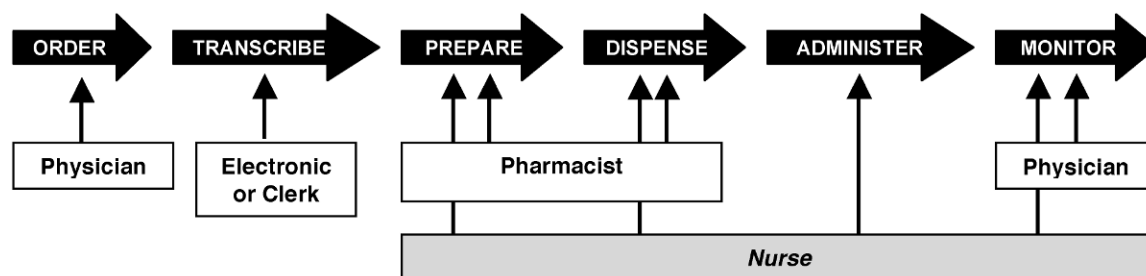 ORDER
TRANSCRIBE
PREPARE
DISPENSE
ADMINISTER
MONITOR
Physician
Electronic
or Clerk
Pharmacist
Physician
Nurse